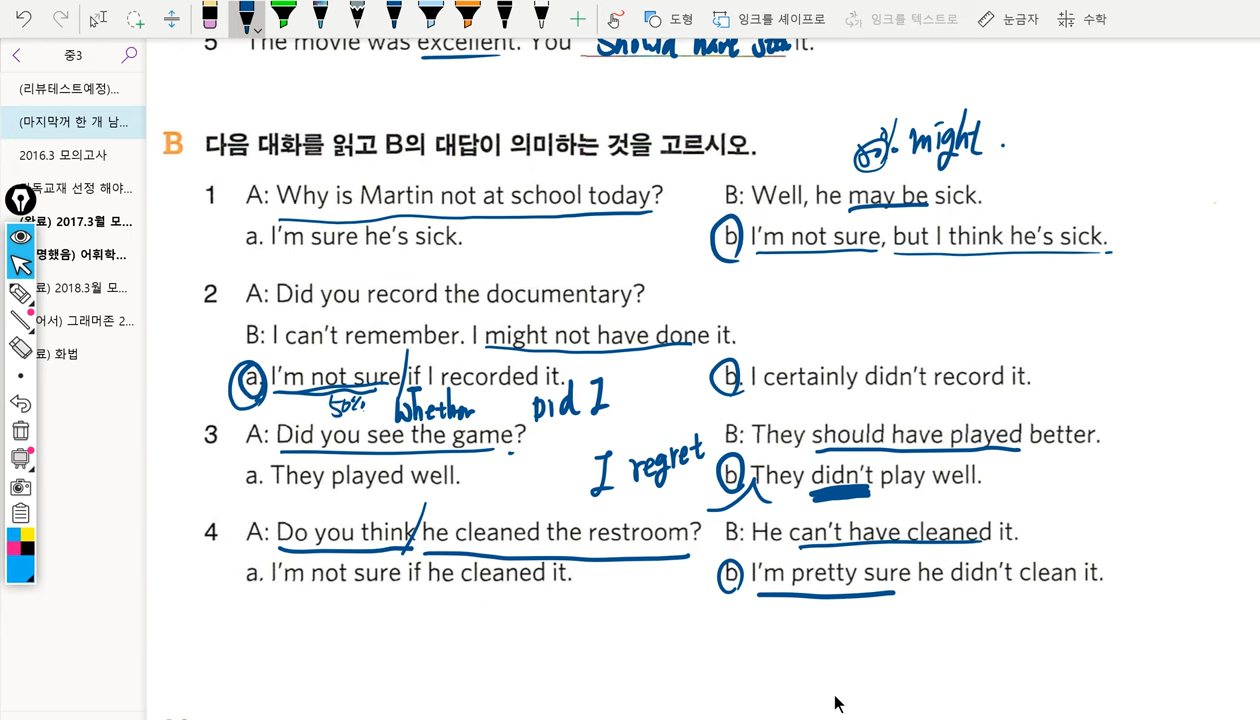 도형 잉크를 셰이프로 잉크를 텍스트로 눈금자 수학
중3
(리뷰테스트예정)...
(마지막꺼 한 개 남...
2016.3 모의고사
독교재 선정 해야...
료) 2017.3월 모...
명했음) 어휘학...
료) 2018.3월 모...
어서) 그래머존 2...
료) 화법
5 The movie was excellent. You should have seen it.
B 다음 대화를 읽고 B의 대답이 의미하는 것을 고르시오.
% might.
1 A: Why is Martin not at school today? B: Well, he may be sick.
a. I'm sure he's sick. b. I'm not sure, but I think he's sick.
2 A: Did you record the documentary?
B: I can't remember. I might not have done it.
a. I'm not sure if I recorded it. b. I certainly didn't record it.
50% whether Did I
3 A: Did you see the game? B: They should have played better.
I regret
a. They played well. b. They didn't play well.
4 A: Do you think he cleaned the restroom? B: He can't have cleaned it.
a. I'm not sure if he cleaned it. b. I'm pretty sure he didn't clean it.